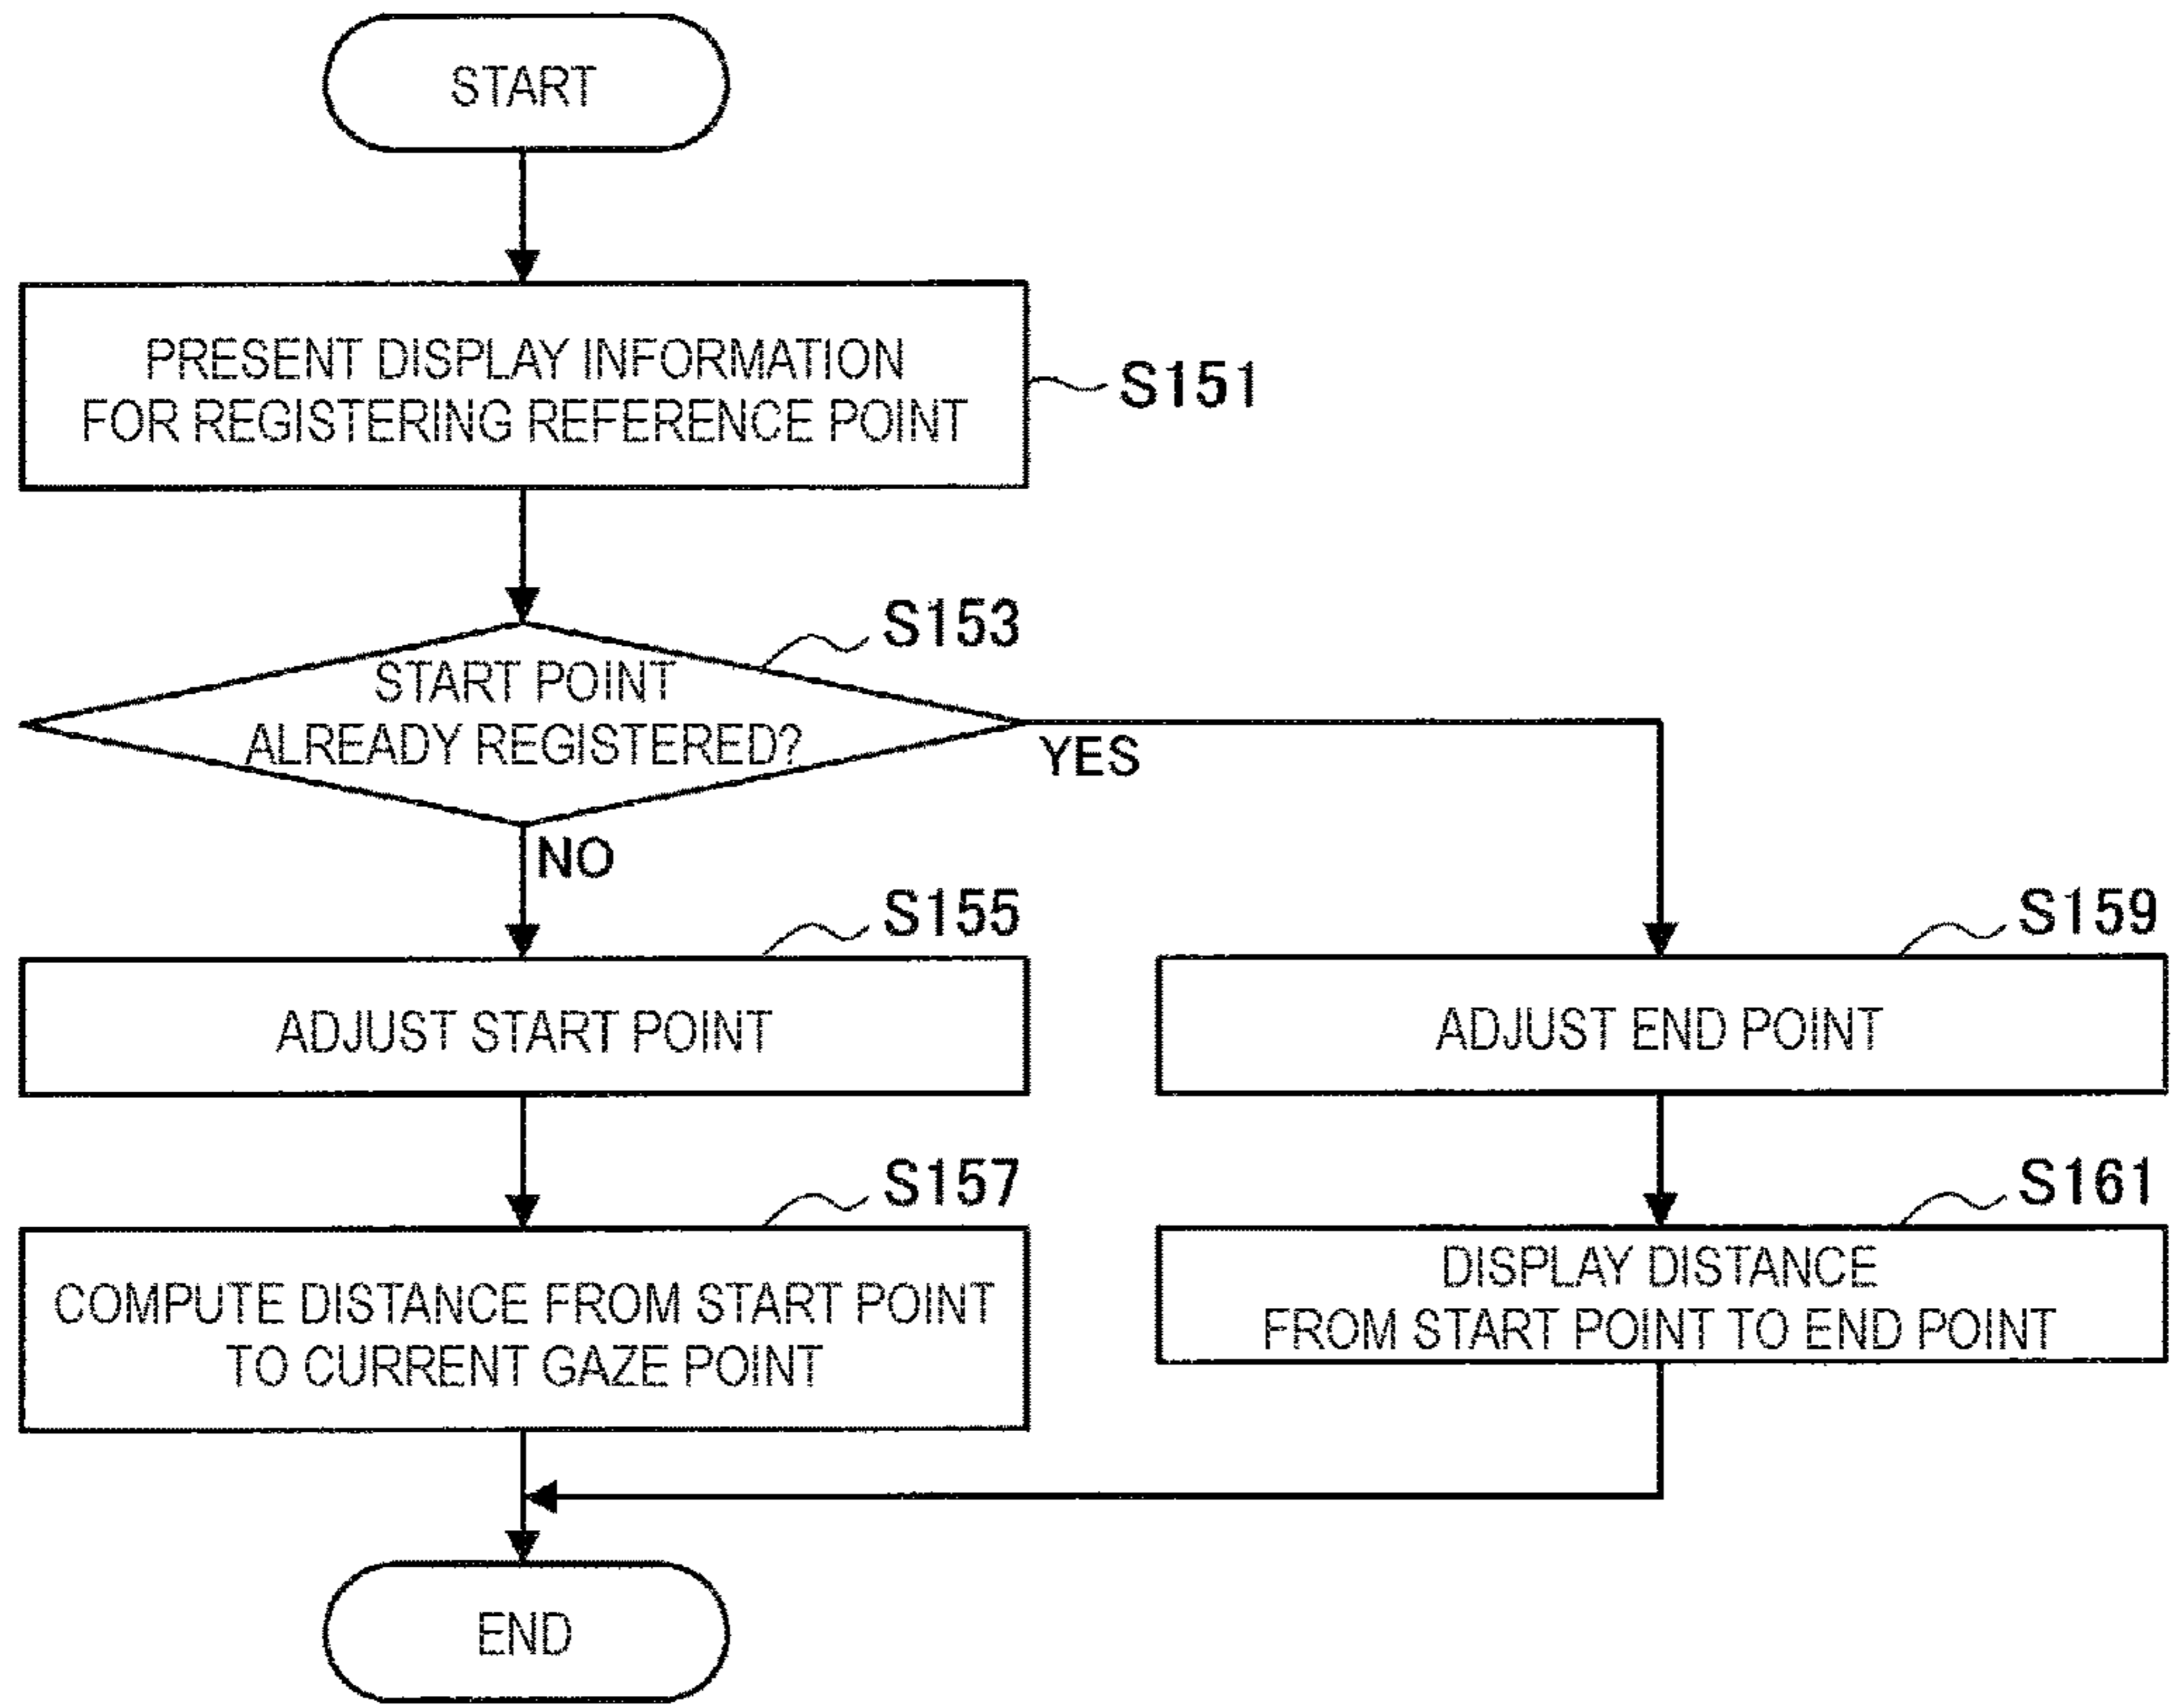 START
PRESENT DISPLAY INFORMATION
FOR REGISTERING REFERENCE POINT
S151
S153
START POINT
ALREADY REGISTERED?
YES
NO
S155
ADJUST START POINT
S159
ADJUST END POINT
S157
COMPUTE DISTANCE FROM START POINT
TO CURRENT GAZE POINT
S161
DISPLAY DISTANCE
FROM START POINT TO END POINT
END